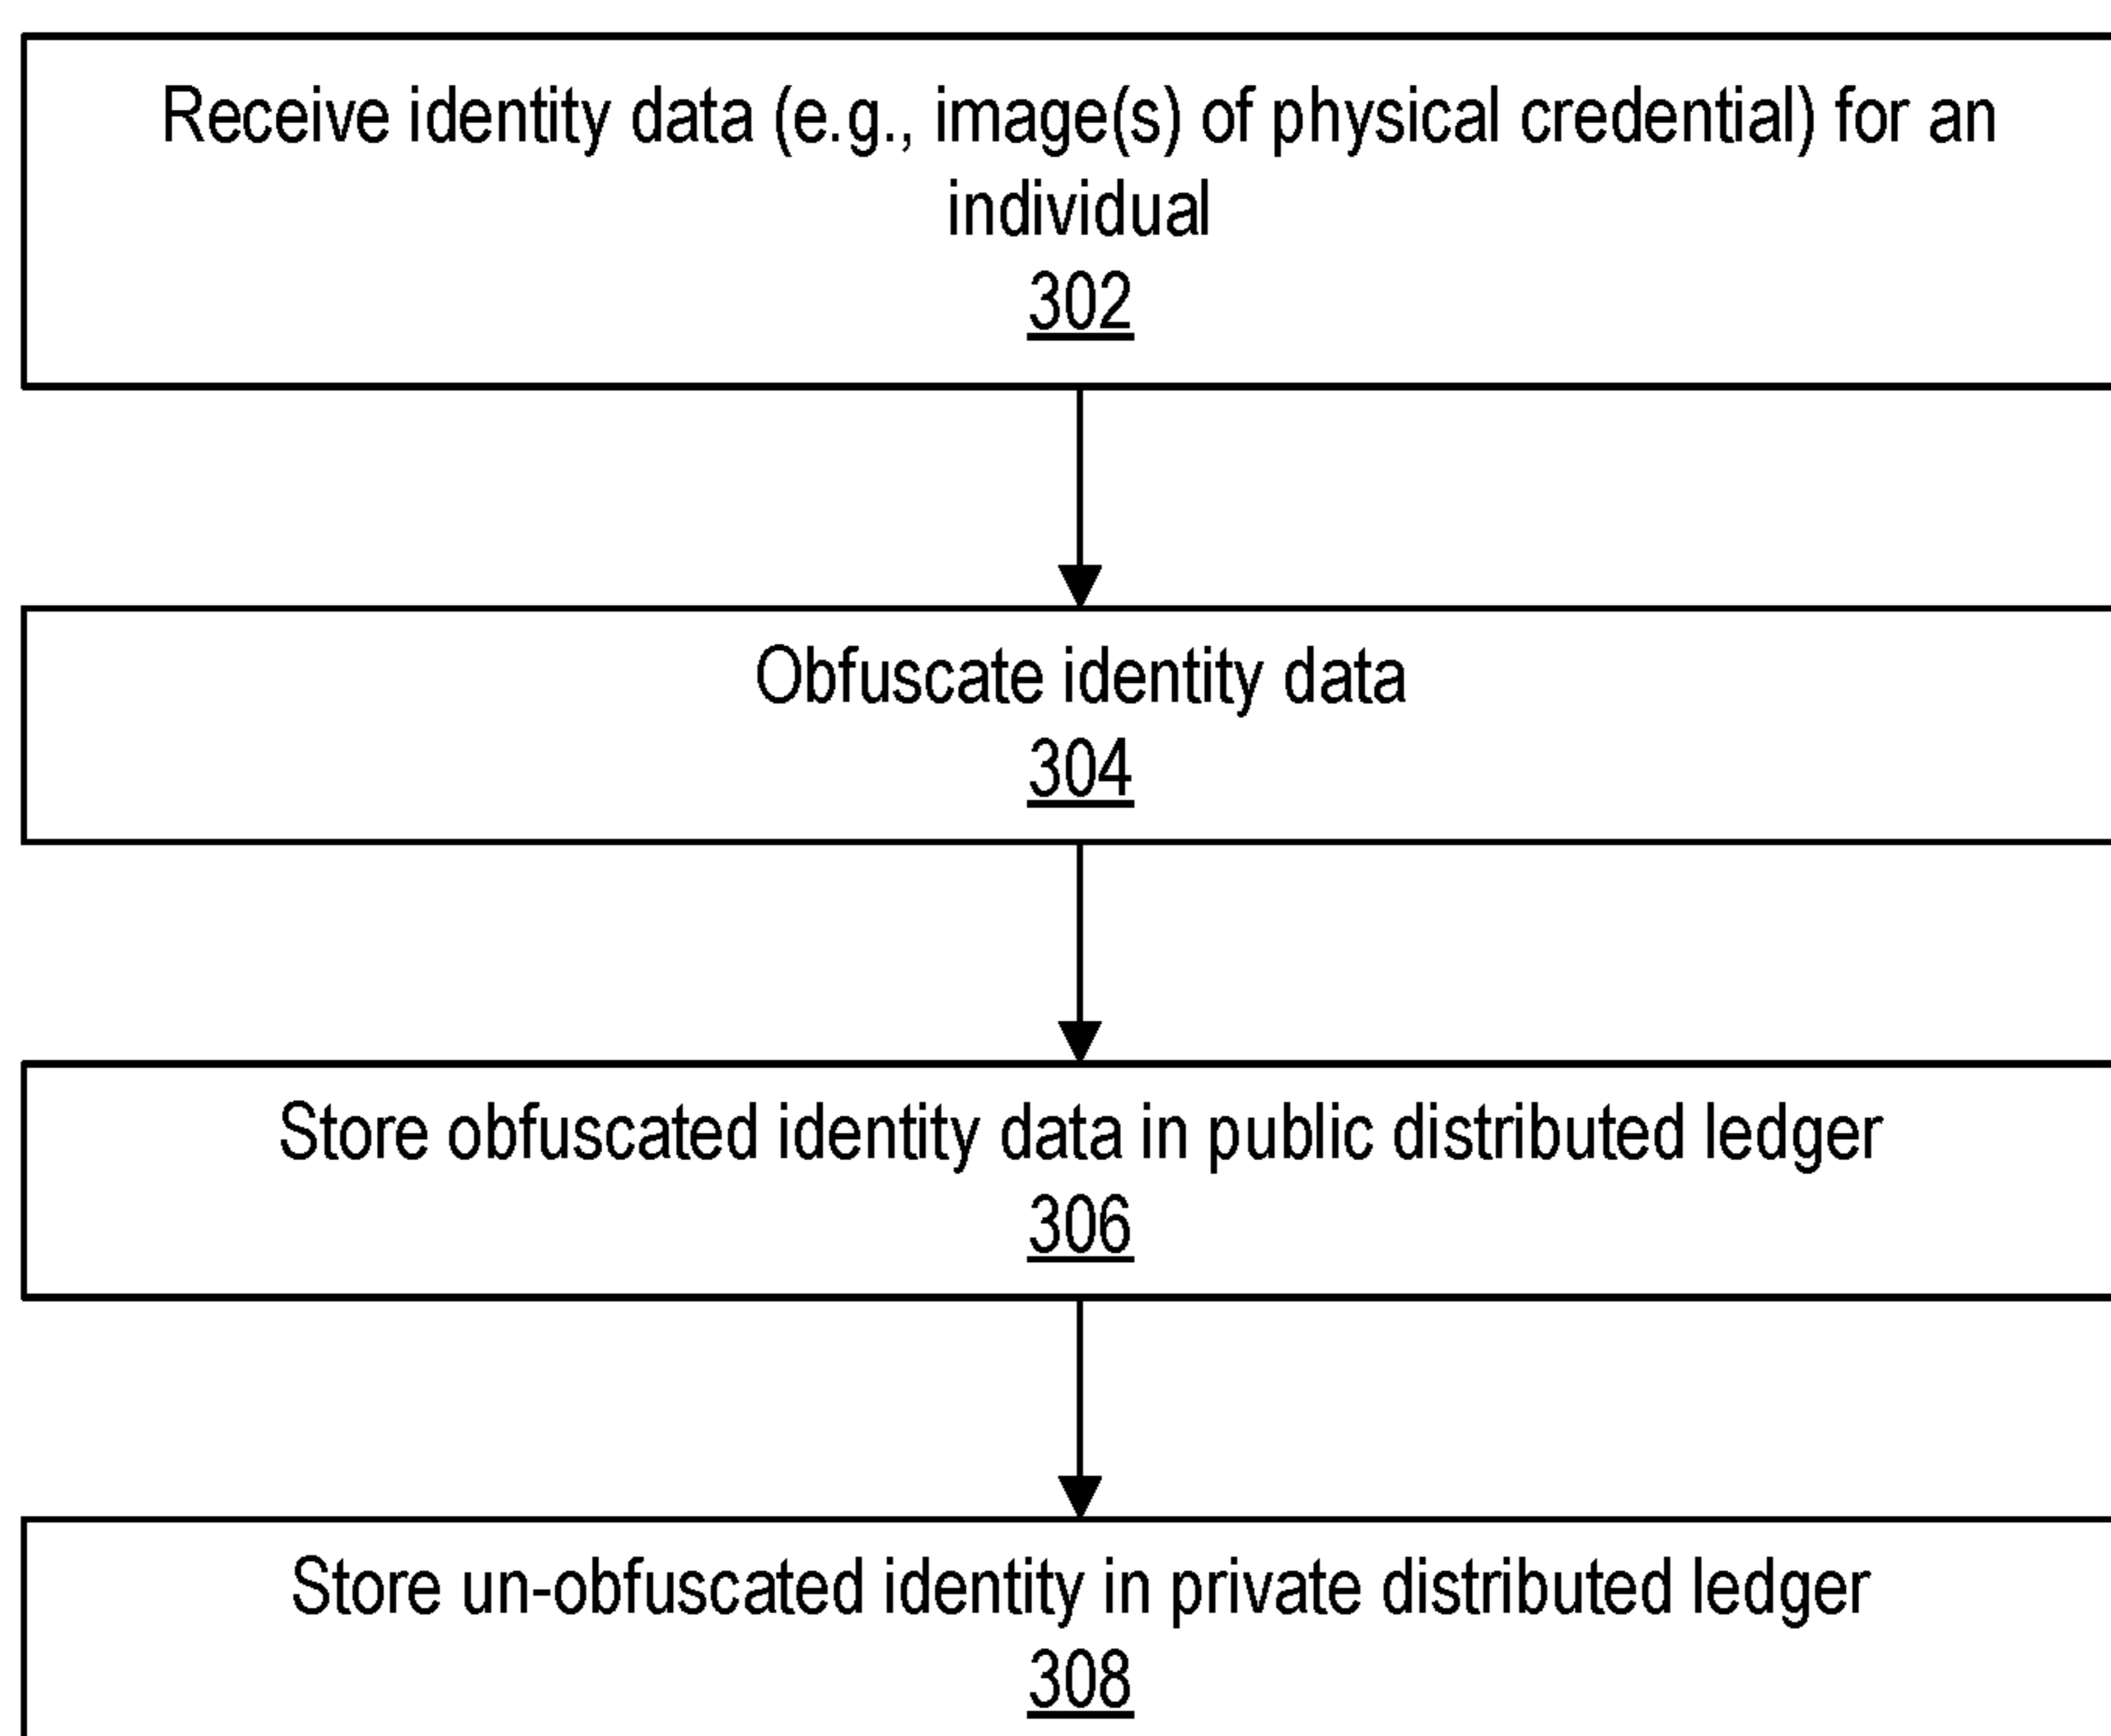 Receive identity data (e.g., image(s) of physical credential) for an
individual
302
Obfuscate identity data
304
Store obfuscated identity data in public distributed ledger
306
Store un-obfuscated identity in private distributed ledger
308